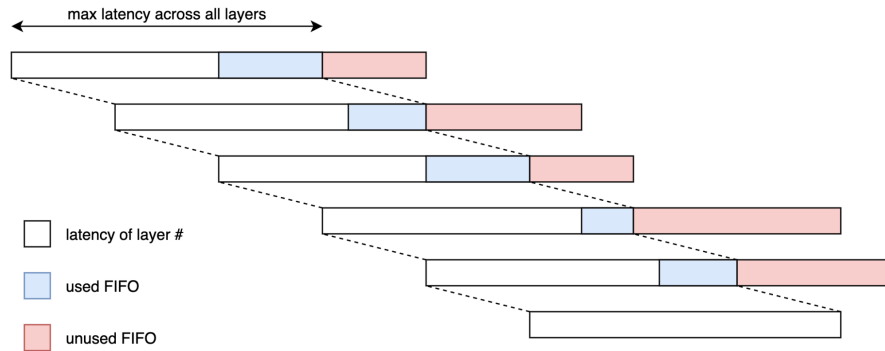 max latency across all layers
latency of layer #
used FIFO
unused FIFO